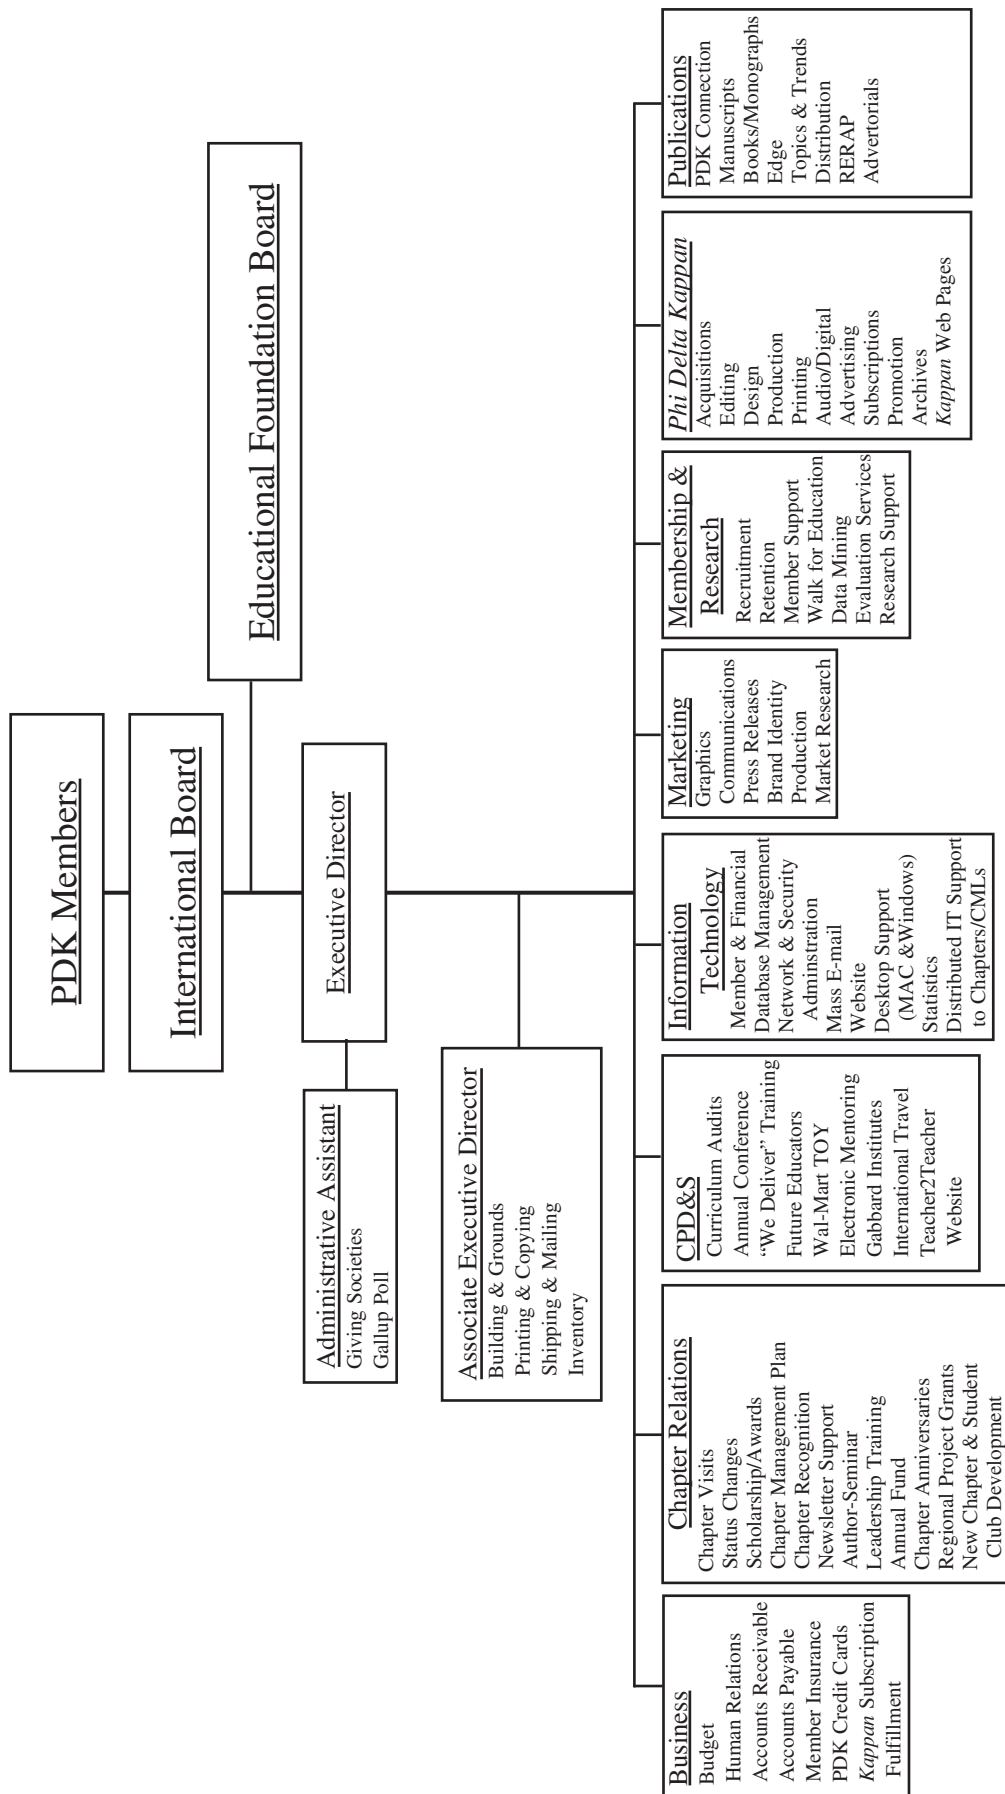 PDK Members
International Board
Educational Foundation Board
Executive Director
Administrative Assistant
Giving Societies
Gallup Poll
Associate Executive Director
Building & Grounds
Printing & Copying
Shipping & Mailing
Inventory
Business
Budget
Human Relations
Accounts Receivable
Accounts Payable
Member Insurance
PDK Credit Cards
Kappan Subscription
Fulfillment
Chapter Relations
Chapter Visits
Status Changes
Scholarship/Awards
Chapter Management Plan
Chapter Recognition
Newsletter Support
Author-Seminar
Leadership Training
Annual Fund
Chapter Anniversaries
Regional Project Grants
New Chapter & Student
Club Development
CPD&S
Curriculum Audits
Annual Conference
“We Deliver” Training
Future Educators
Wal-Mart TOY
Electronic Mentoring
Gabbard Institutes
International Travel
Teacher2Teacher
Website
Information
Technology
Member & Financial
Database Management
Network & Security
Adminstration
Mass E-mail
Website
Desktop Support
(MAC &Windows)
Statistics
Distributed IT Support
to Chapters/CMLs
Marketing
Graphics
Communications
Press Releases
Brand Identity
Production
Market Research
Membership &
Research
Recruitment
Retention
Member Support
Walk for Education
Data Mining
Evaluation Services
Research Support
Phi Delta Kappan
Acquisitions
Editing
Design
Production
Printing
Audio/Digital
Advertising
Subscriptions
Promotion
Archives
Kappan Web Pages
Publications
PDK Connection
Manuscripts
Books/Monographs
Edge
Topics & Trends
Distribution
RERAP
Advertorials